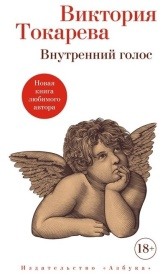 Виктория
Токарева
Внутренний голос
Новая
книга
любимого
автора
18+
Издательство «Азбука»